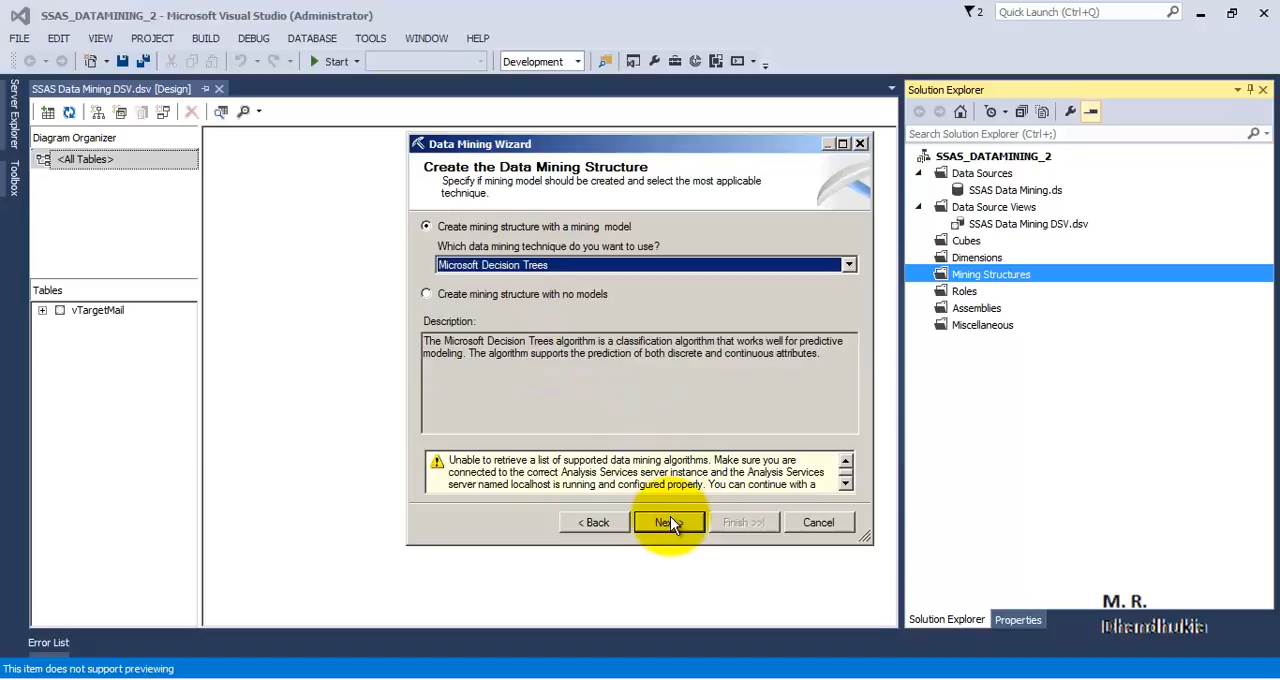 SSAS_DATAMINING_2 - Microsoft Visual Studio (Administrator)
2
Quick Launch (Ctrl+Q)
FILE EDIT VIEW PROJECT BUILD DEBUG DATABASE TOOLS WINDOW HELP
Start
Development
Server Explorer
Toolbox
SSAS Data Mining DSV.dsv [Design]
Diagram Organizer
<All Tables>
Tables
vTargetMail
Data Mining Wizard
Create the Data Mining Structure
Specify if mining model should be created and select the most applicable
technique.
Create mining structure with a mining model
Which data mining technique do you want to use?
Microsoft Decision Trees
Create mining structure with no models
Description:
The Microsoft Decision Trees algorithm is a classification algorithm that works well for predictive
modeling. The algorithm supports the prediction of both discrete and continuous attributes.
Unable to retrieve a list of supported data mining algorithms. Make sure you are
connected to the correct Analysis Services server instance and the Analysis Services
server named localhost is running and configured properly. You can continue with a
< Back
Next >
Finish >>|
Cancel
Solution Explorer
Search Solution Explorer (Ctrl+;)
SSAS_DATAMINING_2
Data Sources
SSAS Data Mining.ds
Data Source Views
SSAS Data Mining DSV.dsv
Cubes
Dimensions
Mining Structures
Roles
Assemblies
Miscellaneous
M. R.
Dhandhukia
Solution Explorer
Properties
Error List
This item does not support previewing